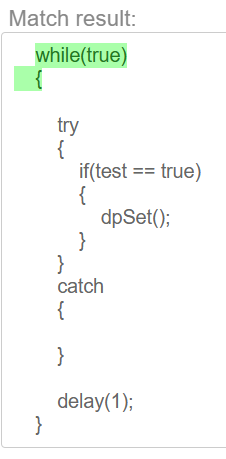 Match result:
while(true)
{
try
{
if(test == true)
{
dpSet();
}
}
catch
{
}
delay(1);
}